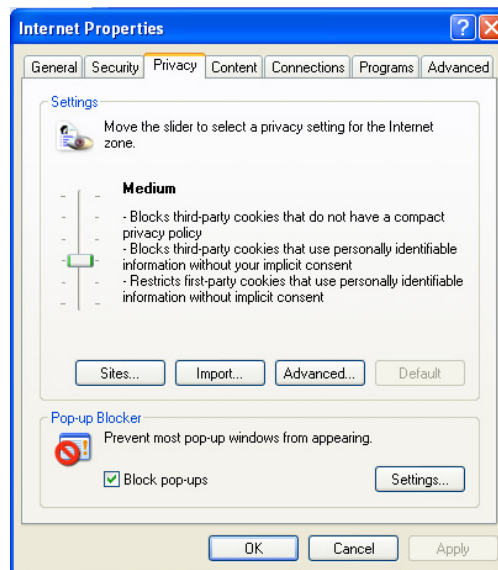 Internet Properties
General Security Privacy Content Connections Programs Advanced
Settings
Move the slider to select a privacy setting for the Internet
zone.
Medium
- Blocks third-party cookies that do not have a compact
privacy policy
- Blocks third-party cookies that use personally identifiable
information without your implicit consent
- Restricts first-party cookies that use personally identifiable
information without implicit consent
Sites... Import... Advanced... Default
Pop-up Blocker
Prevent most pop-up windows from appearing.
Block pop-ups Settings...
OK Cancel Apply